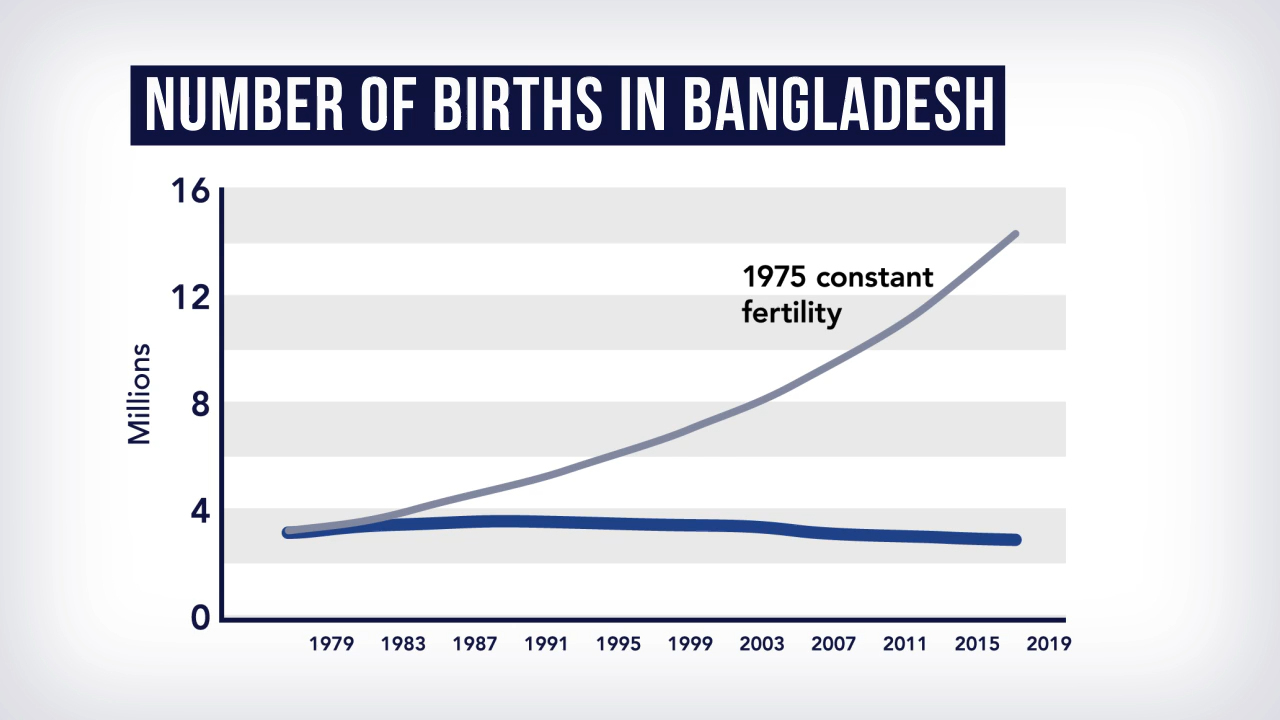 NUMBER OF BIRTHS IN BANGLADESH
16
12
8
4
0
Millions
1975 constant
fertility
1979 1983 1987 1991 1995 1999 2003 2007 2011 2015 2019